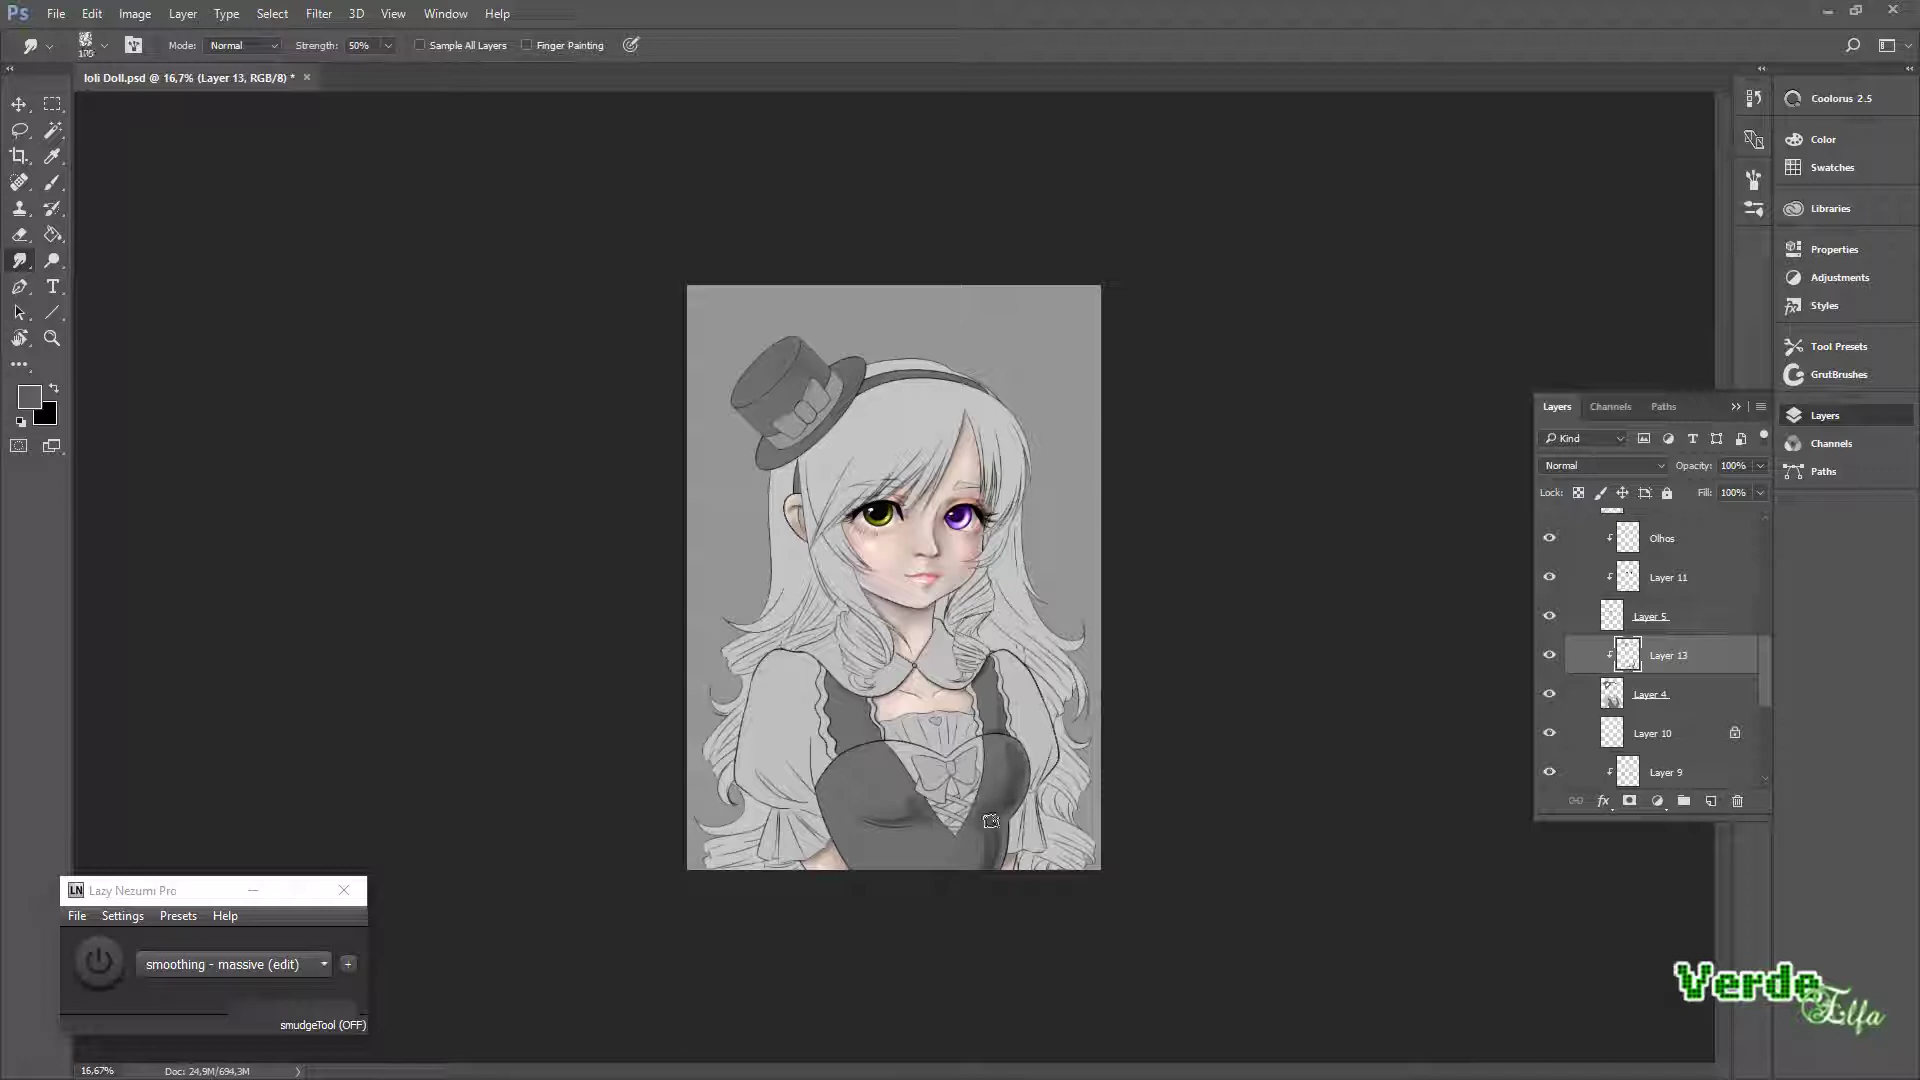 Ps File Edit Image Layer Type Select Filter 3D View Window Help
100 Mode: Normal Strength: 50% Sample All Layers Finger Painting
loli Doll.psd @ 16,7% (Layer 13, RGB/8) * ×
Coolorus 2.5
Color
Swatches
Libraries
Properties
Adjustments
Styles
Tool Presets
GrutBrushes
Layers
Channels
Paths
Layers Channels Paths
Kind
Normal Opacity: 100%
Lock: Fill: 100%
Olhos
Layer 11
Layer 5
Layer 13
Layer 4
Layer 10
Layer 9
LN Lazy Nezumi Pro
File Settings Presets Help
smoothing - massive (edit) +
smudgeTool (OFF)
16,67% Doc: 24,9M/694,3M
Verde
Elfa